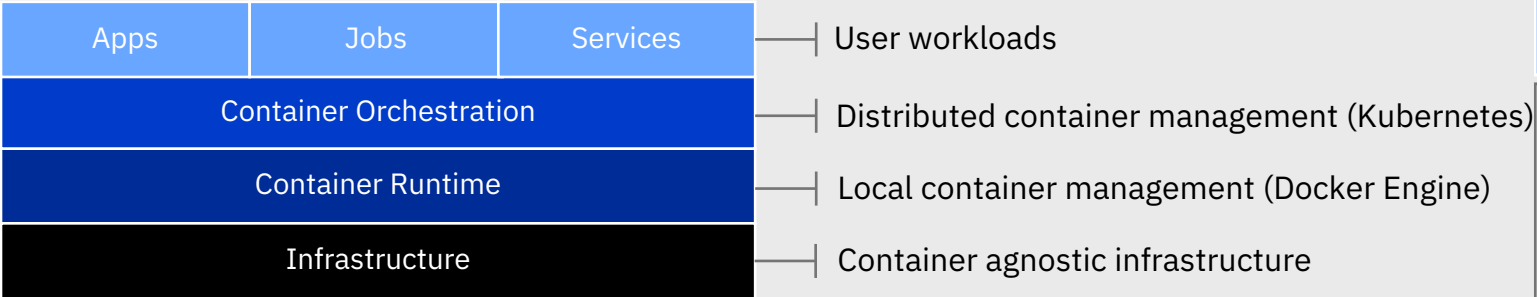 Apps
Jobs
Services
User workloads
Container Orchestration
Distributed container management (Kubernetes)
Container Runtime
Local container management (Docker Engine)
Infrastructure
Container agnostic infrastructure